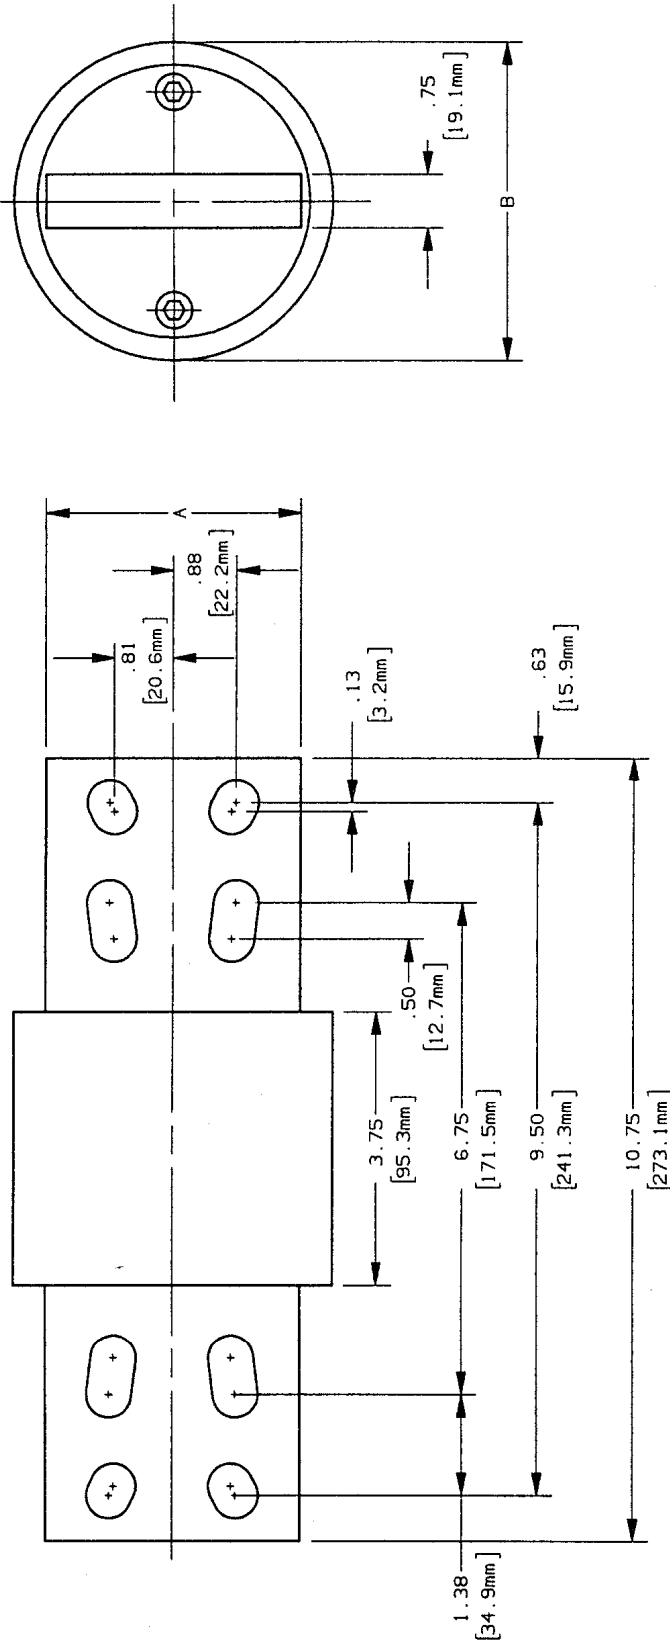 .75
[19.1mm]
B
A
.88
[22.2mm]
.81
[20.6mm]
.13
[3.2mm]
.63
[15.9mm]
.50
[12.7mm]
3.75
[95.3mm]
6.75
[171.5mm]
9.50
[241.3mm]
10.75
[273.1mm]
1.38
[34.9mm]